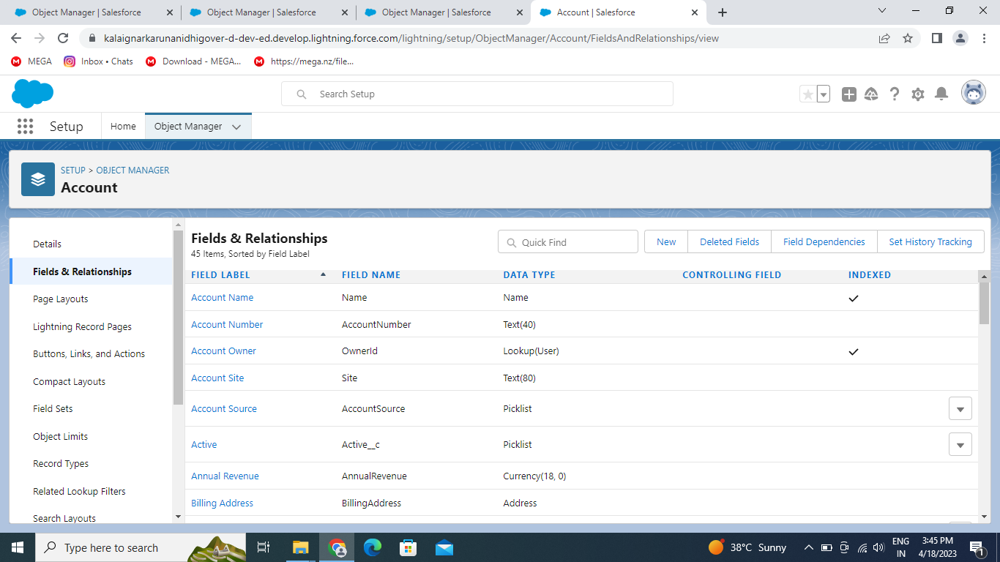 Object Manager | Salesforce
Object Manager | Salesforce
Object Manager | Salesforce
Account | Salesforce
kalaignarkarunanidhigover-d-dev-ed.develop.lightning.force.com/lightning/setup/ObjectManager/Account/FieldsAndRelationships/view
MEGA
Inbox • Chats
Download - MEGA...
https://mega.nz/file...
Search Setup
Setup
Home
Object Manager
SETUP > OBJECT MANAGER
Account
Details
Fields & Relationships
Page Layouts
Lightning Record Pages
Buttons, Links, and Actions
Compact Layouts
Field Sets
Object Limits
Record Types
Related Lookup Filters
Search Layouts
Fields & Relationships
45 Items, Sorted by Field Label
Quick Find
New
Deleted Fields
Field Dependencies
Set History Tracking
FIELD LABEL FIELD NAME DATA TYPE CONTROLLING FIELD INDEXED
Account Name Name Name
Account Number AccountNumber Text(40)
Account Owner OwnerId Lookup(User)
Account Site Site Text(80)
Account Source AccountSource Picklist
Active Active__c Picklist
Annual Revenue AnnualRevenue Currency(18, 0)
Billing Address BillingAddress Address
Type here to search
38°C Sunny
ENG
IN
3:45 PM
4/18/2023
1